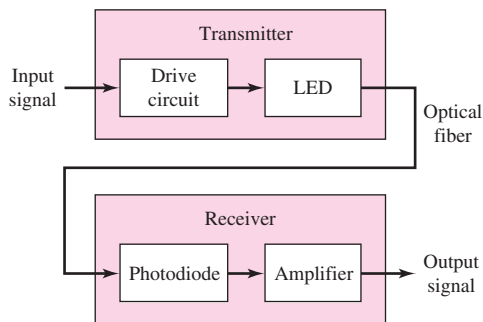 Transmitter
Input
signal
Drive
circuit
LED
Optical
fiber
Receiver
Photodiode
Amplifier
Output
signal